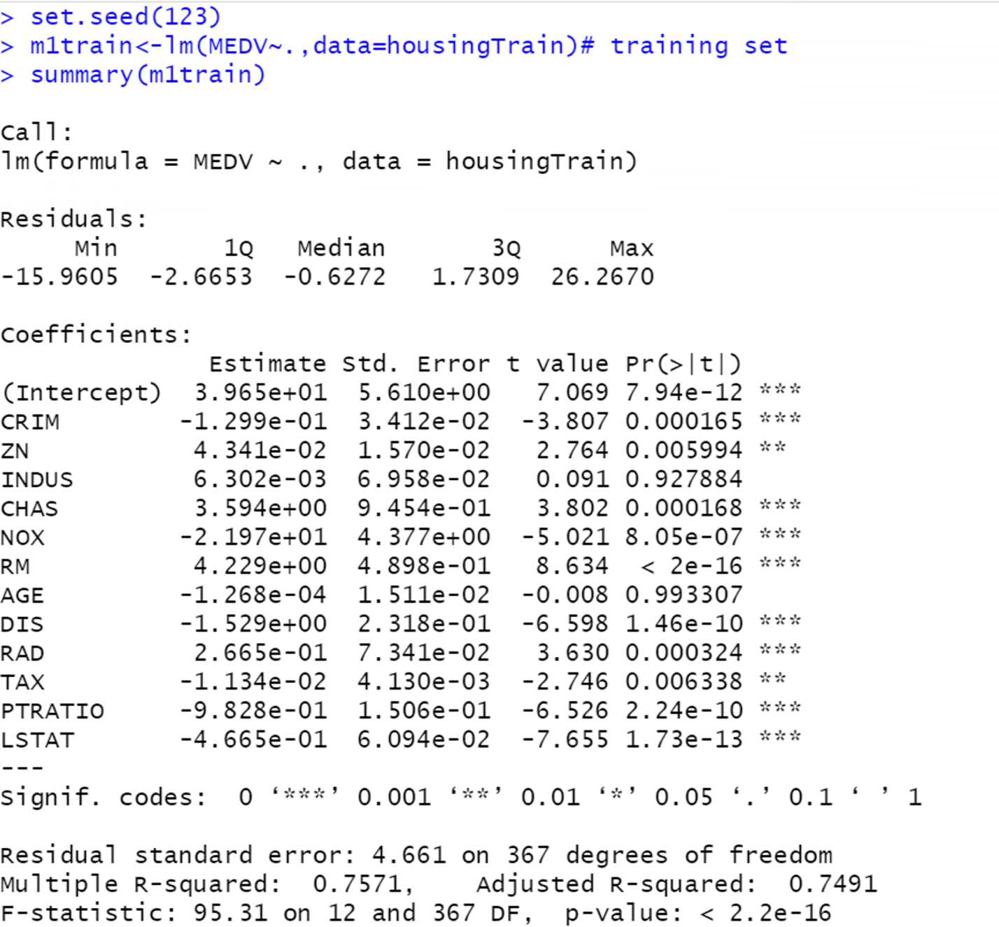 > set.seed(123)
> m1train<-lm(MEDV~.,data=housingTrain)# training set
> summary(m1train)
Call:
lm(formula = MEDV ~ ., data = housingTrain)
Residuals:
     Min       1Q   Median       3Q      Max
-15.9605  -2.6653  -0.6272   1.7309  26.2670
Coefficients:
              Estimate Std. Error t value Pr(>|t|)
(Intercept)  3.965e+01  5.610e+00   7.069 7.94e-12 ***
CRIM        -1.299e-01  3.412e-02  -3.807 0.000165 ***
ZN           4.341e-02  1.570e-02   2.764 0.005994 **
INDUS        6.302e-03  6.958e-02   0.091 0.927884
CHAS         3.594e+00  9.454e-01   3.802 0.000168 ***
NOX         -2.197e+01  4.377e+00  -5.021 8.05e-07 ***
RM           4.229e+00  4.898e-01   8.634  < 2e-16 ***
AGE         -1.268e-04  1.511e-02  -0.008 0.993307
DIS         -1.529e+00  2.318e-01  -6.598 1.46e-10 ***
RAD          2.665e-01  7.341e-02   3.630 0.000324 ***
TAX         -1.134e-02  4.130e-03  -2.746 0.006338 **
PTRATIO     -9.828e-01  1.506e-01  -6.526 2.24e-10 ***
LSTAT       -4.665e-01  6.094e-02  -7.655 1.73e-13 ***
---
Signif. codes:  0 ‘***’ 0.001 ‘**’ 0.01 ‘*’ 0.05 ‘.’ 0.1 ‘ ’ 1
Residual standard error: 4.661 on 367 degrees of freedom
Multiple R-squared:  0.7571,    Adjusted R-squared:  0.7491
F-statistic: 95.31 on 12 and 367 DF,  p-value: < 2.2e-16